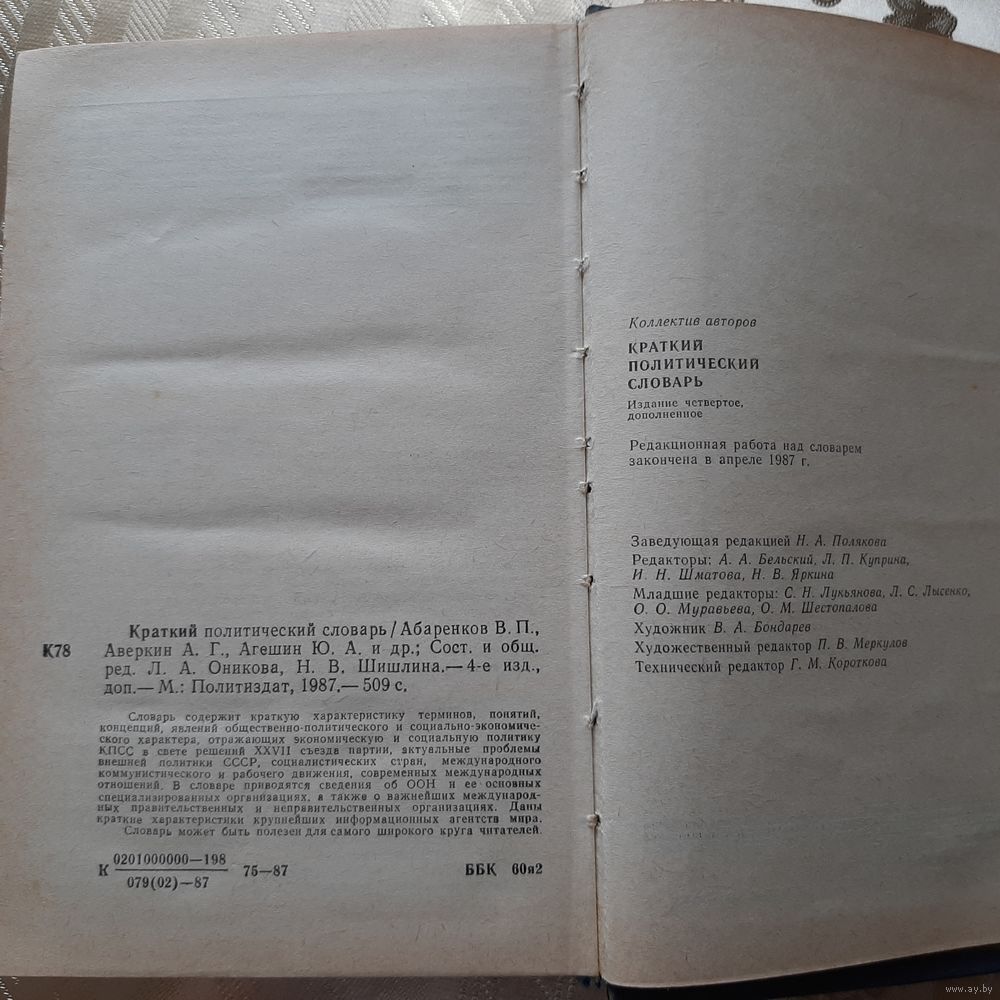 Краткий политический словарь/Абаренков В. П.,
К78
Аверкин А. Г., Агешин Ю. А. и др.; Сост. и общ.
ред. Л. А. Оникова, Н. В. Шишлина.— 4-е изд.,
доп.— М.: Политиздат, 1987.— 509 с.
Словарь содержит краткую характеристику терминов, понятий,
концепций, явлений общественно-политического и социально-экономиче-
ского характера, отражающих экономическую и социальную политику
КПСС в свете решений XXVII съезда партии, актуальные проблемы
внешней политики СССР, социалистических стран, международного
коммунистического и рабочего движения, современных международных
отношений. В словаре приводятся сведения об ООН и ее основных
специализированных организациях, а также о важнейших международ-
ных правительственных и неправительственных организациях. Даны
краткие характеристики крупнейших информационных агентств мира.
Словарь может быть полезен для самого широкого круга читателей.
К 0201000000—198 75—87 ББК 60я2
079(02)—87
Коллектив авторов
КРАТКИЙ
ПОЛИТИЧЕСКИЙ
СЛОВАРЬ
Издание четвертое,
дополненное
Редакционная работа над словарем
закончена в апреле 1987 г.
Заведующая редакцией Н. А. Полякова
Редакторы: А. А. Бельский, Л. П. Куприна,
И. Н. Шматова, Н. В. Яркина
Младшие редакторы: С. Н. Лукьянова, Л. С. Лысенко,
О. О. Муравьева, О. М. Шестопалова
Художник В. А. Бондарев
Художественный редактор П. В. Меркулов
Технический редактор Г. М. Короткова
www.ay.by